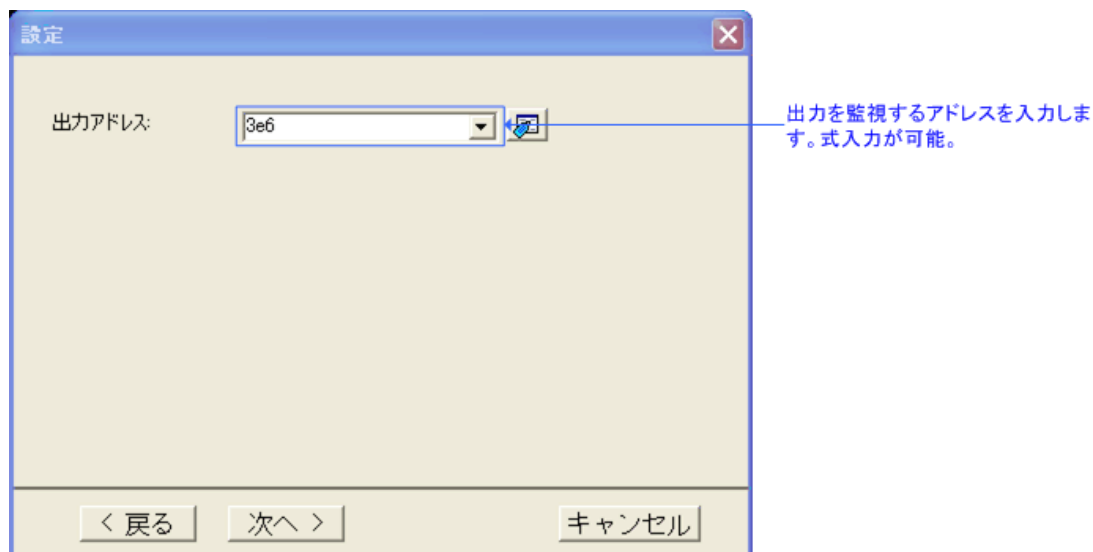 設定
出力アドレス:
3e6
出力を監視するアドレスを入力しま
す。式入力が可能。
< 戻る
次へ >
キャンセル